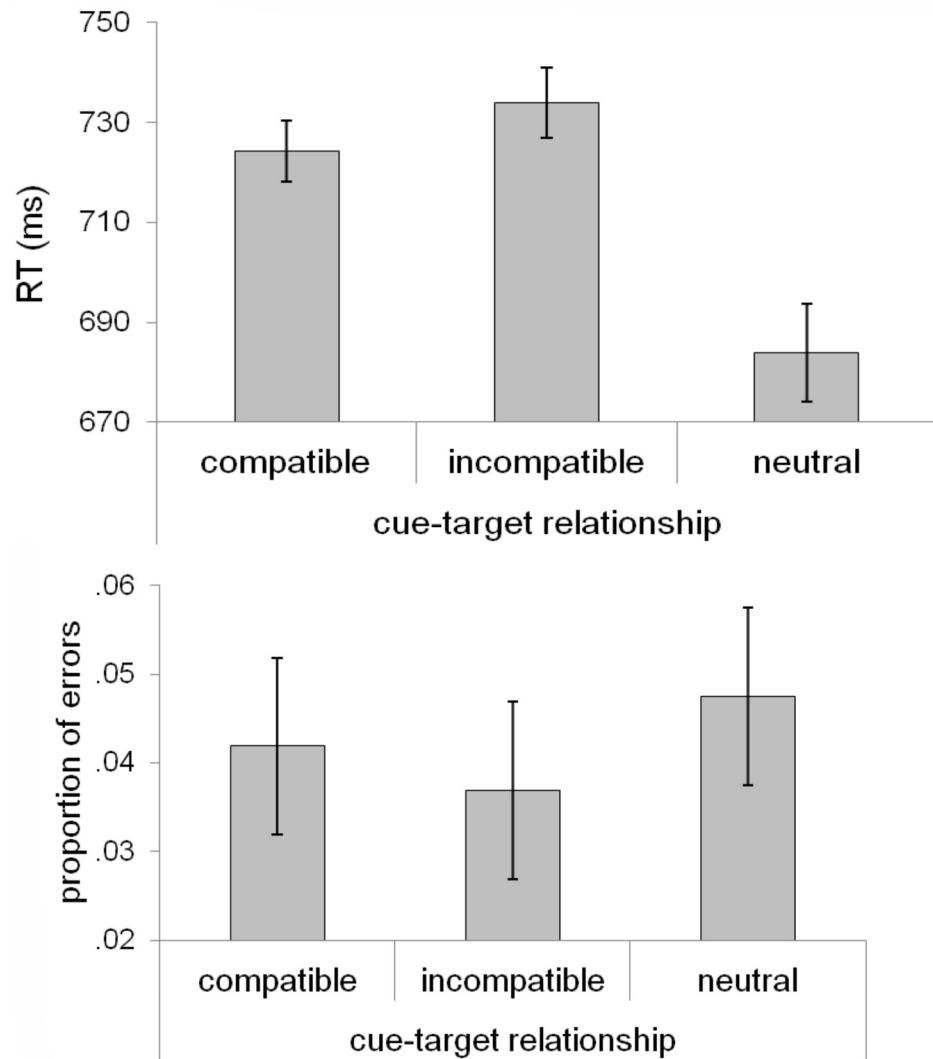 750
730
710
690
670
RT (ms)
compatible incompatible neutral
cue-target relationship
.06
.05
.04
.03
.02
proportion of errors
compatible incompatible neutral
cue-target relationship